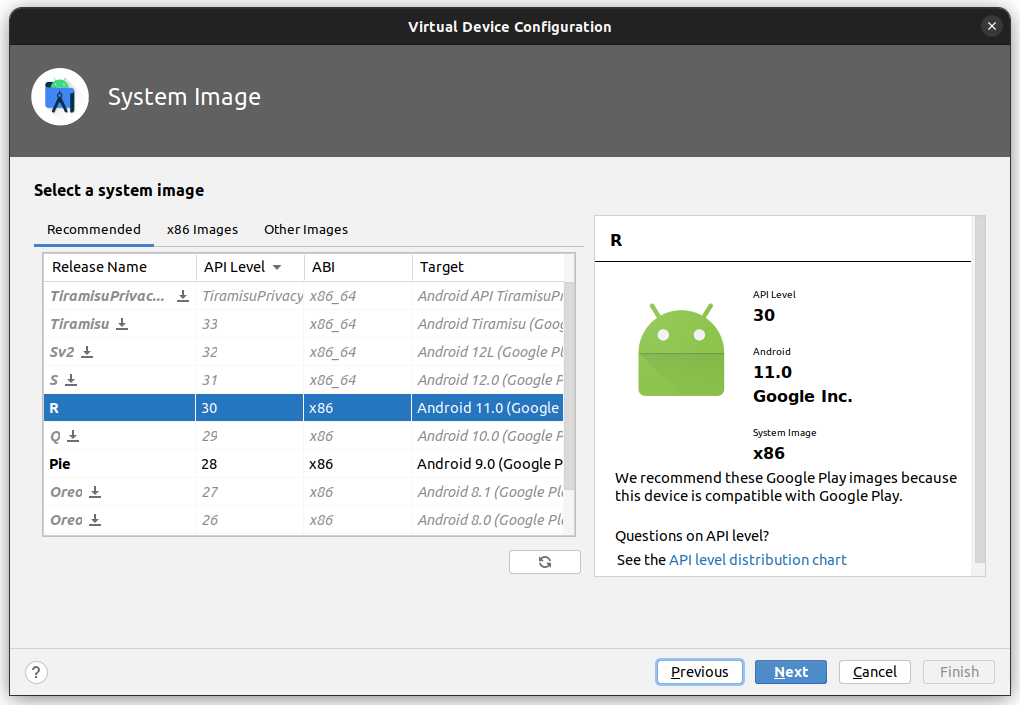 Virtual Device Configuration
System Image
Select a system image
Recommended x86 Images Other Images
Release Name API Level ABI Target
TiramisuPrivac... TiramisuPrivacy x86_64 Android API TiramisuPr
Tiramisu 33 x86_64 Android Tiramisu (Goog
Sv2 32 x86_64 Android 12L (Google Pl
S 31 x86_64 Android 12.0 (Google P
R 30 x86 Android 11.0 (Google
Q 29 x86 Android 10.0 (Google P
Pie 28 x86 Android 9.0 (Google P
Oreo 27 x86 Android 8.1 (Google Pl
Oreo 26 x86 Android 8.0 (Google Pl
R
API Level
30
Android
11.0
Google Inc.
System Image
x86
We recommend these Google Play images because
this device is compatible with Google Play.
Questions on API level?
See the API level distribution chart
? Previous Next Cancel Finish